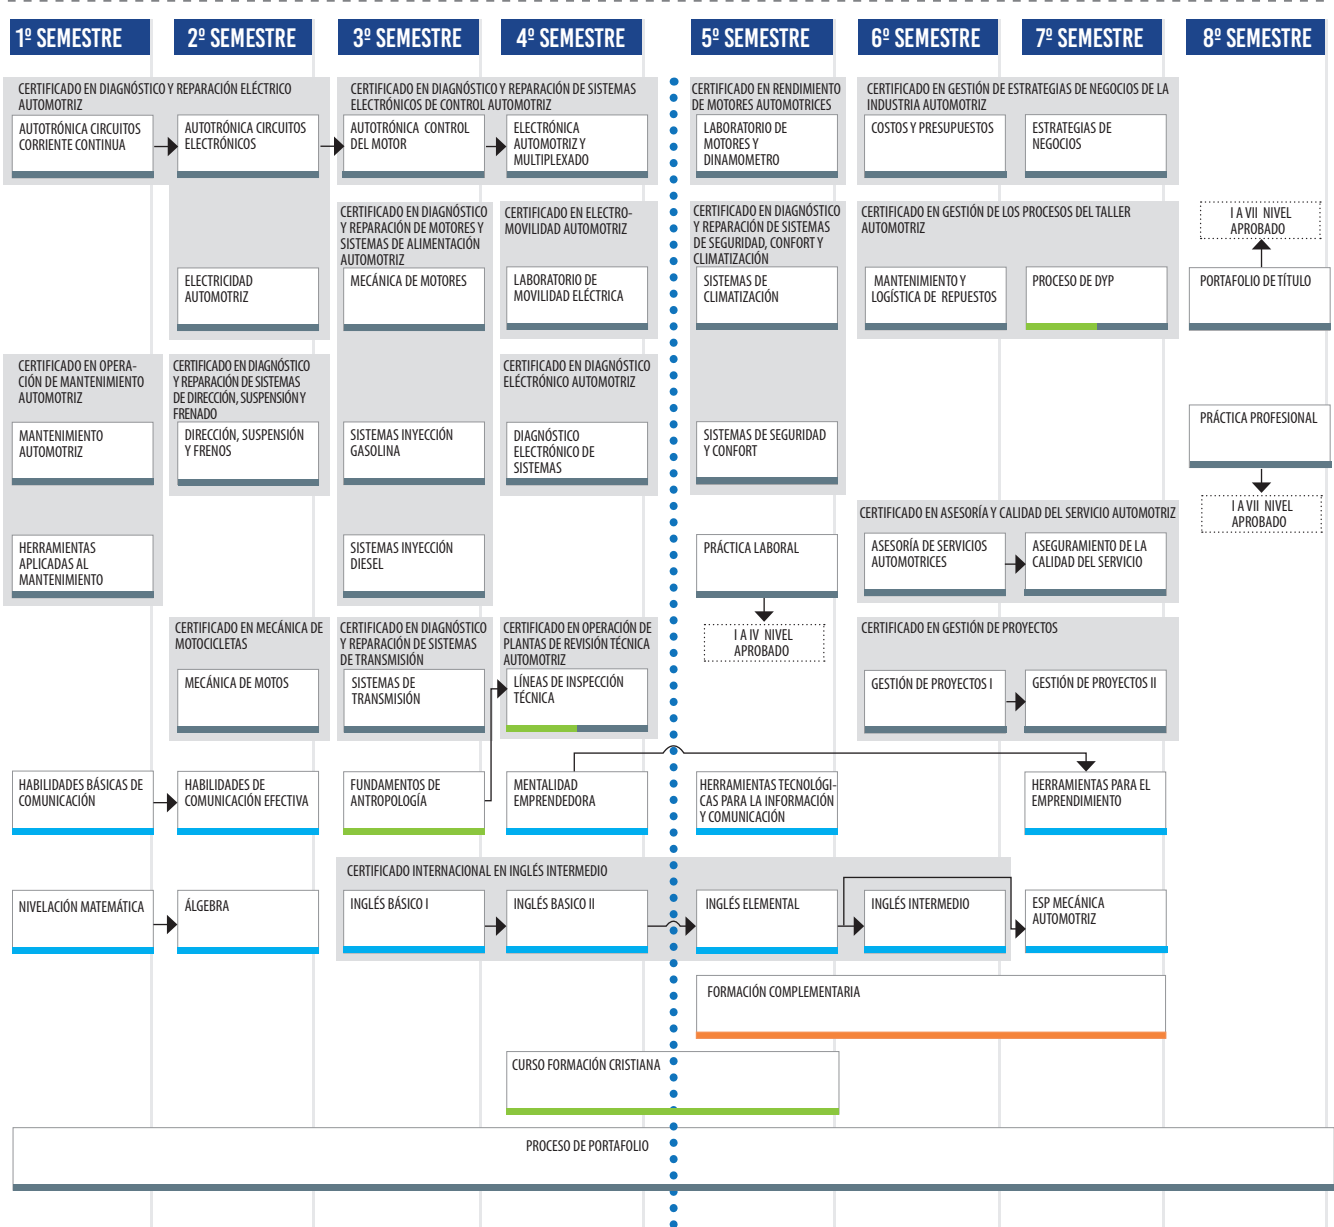 1º SEMESTRE
2º SEMESTRE
3º SEMESTRE
4º SEMESTRE
5º SEMESTRE
6º SEMESTRE
7º SEMESTRE
8º SEMESTRE
CERTIFICADO EN DIAGNÓSTICO Y REPARACIÓN ELÉCTRICO
AUTOMOTRIZ
CERTIFICADO EN DIAGNÓSTICO Y REPARACIÓN DE SISTEMAS
ELECTRÓNICOS DE CONTROL AUTOMOTRIZ
CERTIFICADO EN RENDIMIENTO
DE MOTORES AUTOMOTRICES
CERTIFICADO EN GESTIÓN DE ESTRATEGIAS DE NEGOCIOS DE LA
INDUSTRIA AUTOMOTRIZ
AUTOTRÓNICA CIRCUITOS
CORRIENTE CONTINUA
AUTOTRÓNICA CIRCUITOS
ELECTRÓNICOS
AUTOTRÓNICA CONTROL
DEL MOTOR
ELECTRÓNICA
AUTOMOTRIZ Y
MULTIPLEXADO
LABORATORIO DE
MOTORES Y
DINAMOMETRO
COSTOS Y PRESUPUESTOS
ESTRATEGIAS DE
NEGOCIOS
CERTIFICADO EN DIAGNÓSTICO
Y REPARACIÓN DE MOTORES Y
SISTEMAS DE ALIMENTACIÓN
AUTOMOTRIZ
CERTIFICADO EN ELECTRO-
MOVILIDAD AUTOMOTRIZ
CERTIFICADO EN DIAGNÓSTICO
Y REPARACIÓN DE SISTEMAS
DE SEGURIDAD, CONFORT Y
CLIMATIZACIÓN
CERTIFICADO EN GESTIÓN DE LOS PROCESOS DEL TALLER
AUTOMOTRIZ
I A VII NIVEL
APROBADO
ELECTRICIDAD
AUTOMOTRIZ
MECÁNICA DE MOTORES
LABORATORIO DE
MOVILIDAD ELÉCTRICA
SISTEMAS DE
CLIMATIZACIÓN
MANTENIMIENTO Y
LOGÍSTICA DE REPUESTOS
PROCESO DE DYP
PORTAFOLIO DE TÍTULO
CERTIFICADO EN OPERA-
CIÓN DE MANTENIMIENTO
AUTOMOTRIZ
CERTIFICADO EN DIAGNÓSTICO
Y REPARACIÓN DE SISTEMAS
DE DIRECCIÓN, SUSPENSIÓN Y
FRENADO
CERTIFICADO EN DIAGNÓSTICO
ELÉCTRÓNICO AUTOMOTRIZ
MANTENIMIENTO
AUTOMOTRIZ
DIRECCIÓN, SUSPENSIÓN
Y FRENOS
SISTEMAS INYECCIÓN
GASOLINA
DIAGNÓSTICO
ELECTRÓNICO DE
SISTEMAS
SISTEMAS DE SEGURIDAD
Y CONFORT
PRÁCTICA PROFESIONAL
I A VII NIVEL
APROBADO
CERTIFICADO EN ASESORÍA Y CALIDAD DEL SERVICIO AUTOMOTRIZ
HERRAMIENTAS
APLICADAS AL
MANTENIMIENTO
SISTEMAS INYECCIÓN
DIESEL
PRÁCTICA LABORAL
ASESORÍA DE SERVICIOS
AUTOMOTRICES
ASEGURAMIENTO DE LA
CALIDAD DEL SERVICIO
CERTIFICADO EN MECÁNICA DE
MOTOCICLETAS
CERTIFICADO EN DIAGNÓSTICO
Y REPARACIÓN DE SISTEMAS
DE TRANSMISIÓN
CERTIFICADO EN OPERACIÓN DE
PLANTAS DE REVISIÓN TÉCNICA
AUTOMOTRIZ
I A IV NIVEL
APROBADO
CERTIFICADO EN GESTIÓN DE PROYECTOS
MECÁNICA DE MOTOS
SISTEMAS DE
TRANSMISIÓN
LÍNEAS DE INSPECCIÓN
TÉCNICA
GESTIÓN DE PROYECTOS I
GESTIÓN DE PROYECTOS II
HABILIDADES BÁSICAS DE
COMUNICACIÓN
HABILIDADES DE
COMUNICACIÓN EFECTIVA
FUNDAMENTOS DE
ANTROPOLOGÍA
MENTALIDAD
EMPRENDEDORA
HERRAMIENTAS TECNOLÓGI-
CAS PARA LA INFORMACIÓN
Y COMUNICACIÓN
HERRAMIENTAS PARA EL
EMPRENDIMIENTO
CERTIFICADO INTERNACIONAL EN INGLÉS INTERMEDIO
NIVELACIÓN MATEMÁTICA
ÁLGEBRA
INGLÉS BÁSICO I
INGLÉS BASICO II
INGLÉS ELEMENTAL
INGLÉS INTERMEDIO
ESP MECÁNICA
AUTOMOTRIZ
FORMACIÓN COMPLEMENTARIA
CURSO FORMACIÓN CRISTIANA
PROCESO DE PORTAFOLIO